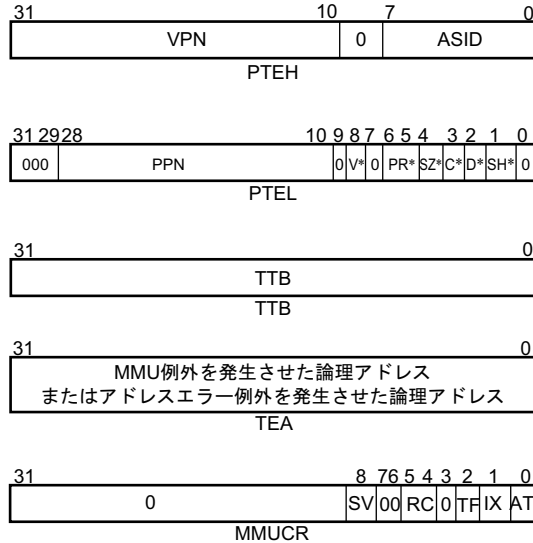 31 10 7 0
VPN 0 ASID
PTEH
31 29 28 10 9 8 7 6 5 4 3 2 1 0
000 PPN 0 V* 0 PR* SZ* C* D* SH* 0
PTEL
31 0
TTB
TTB
31 0
MMU例外を発生させた論理アドレス
またはアドレスエラー例外を発生させた論理アドレス
TEA
31 8 7 6 5 4 3 2 1 0
0 SV 00 RC 0 TF IX AT
MMUCR